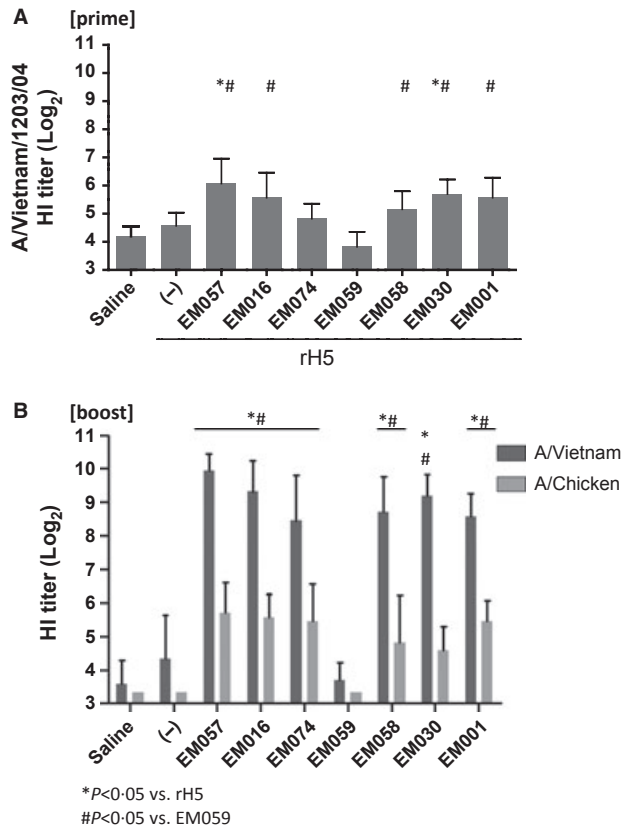 A
[prime]
A/Vietnam/1203/04
HI titer (Log2)
11
10
9
8
7
6
5
4
3
*# # # *# #
Saline (–) EM057 EM016 EM074 EM059 EM058 EM030 EM001
rH5
B
[boost]
HI titer (Log2)
11
10
9
8
7
6
5
4
3
*# *# * *#
#
A/Vietnam
A/Chicken
Saline (–) EM057 EM016 EM074 EM059 EM058 EM030 EM001
*P<0·05 vs. rH5
#P<0·05 vs. EM059